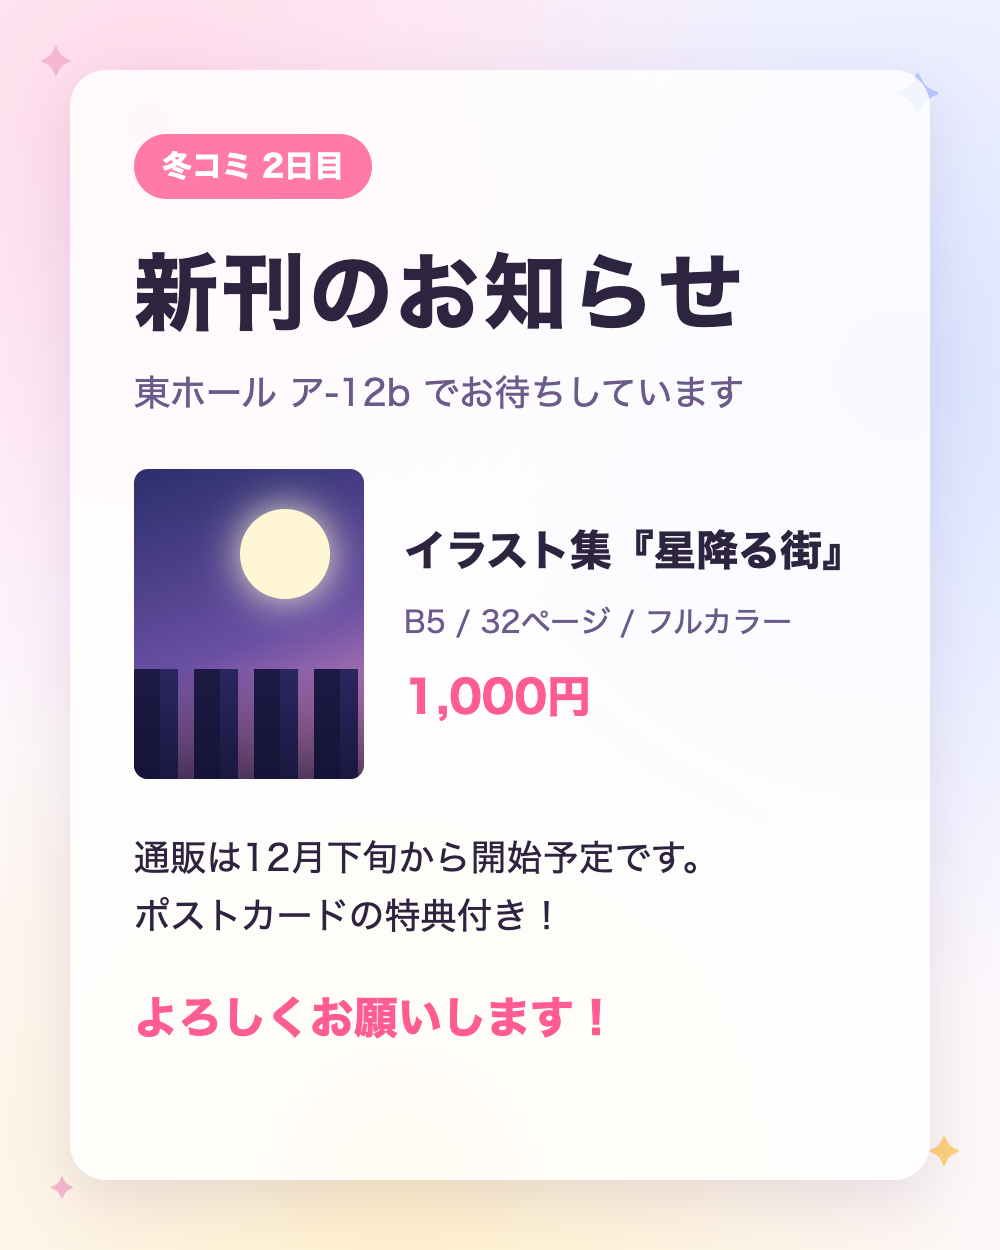 冬コミ 2日目
新刊のお知らせ
東ホール ア-12b でお待ちしています
イラスト集『星降る街』
B5 / 32ページ / フルカラー
1,000円
通販は12月下旬から開始予定です。
ポストカードの特典付き！
よろしくお願いします！